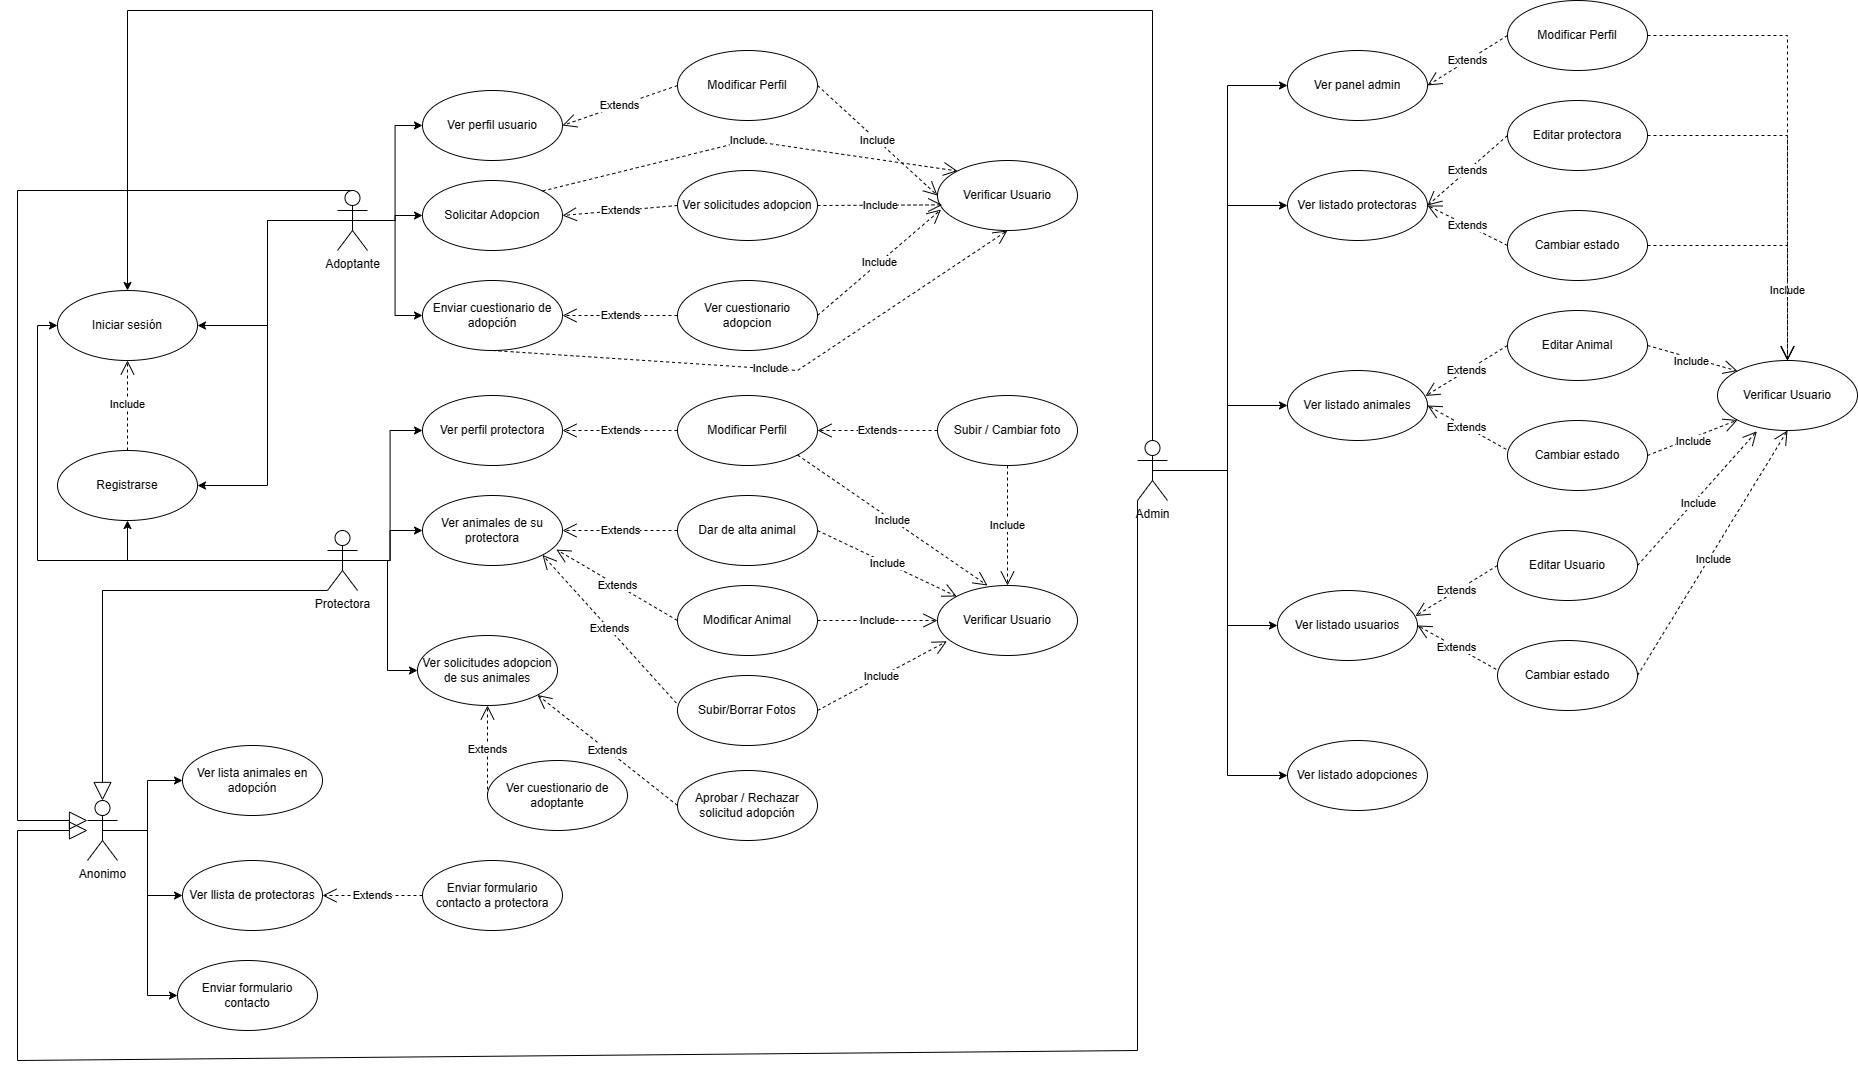 Modificar Perfil
Extends
Ver panel admin
Editar protectora
Extends
Ver listado protectoras
Extends
Cambiar estado
Include
Editar Animal
Include
Extends
Ver listado animales
Extends
Cambiar estado
Include
Verificar Usuario
Include
Include
Editar Usuario
Extends
Ver listado usuarios
Extends
Cambiar estado
Ver listado adopciones
Admin
Modificar Perfil
Extends
Ver perfil usuario
Include
Include
Solicitar Adopcion
Extends
Ver solicitudes adopcion
Include
Verificar Usuario
Adoptante
Include
Enviar cuestionario de
adopción
Extends
Ver cuestionario
adopcion
Include
Iniciar sesión
Include
Registrarse
Ver perfil protectora
Extends
Modificar Perfil
Extends
Subir / Cambiar foto
Include
Include
Ver animales de su
protectora
Extends
Dar de alta animal
Include
Extends
Modificar Animal
Include
Verificar Usuario
Extends
Include
Subir/Borrar Fotos
Protectora
Ver solicitudes adopcion
de sus animales
Extends
Extends
Ver cuestionario de
adoptante
Aprobar / Rechazar
solicitud adopción
Ver lista animales en
adopción
Anonimo
Ver llista de protectoras
Extends
Enviar formulario
contacto a protectora
Enviar formulario
contacto